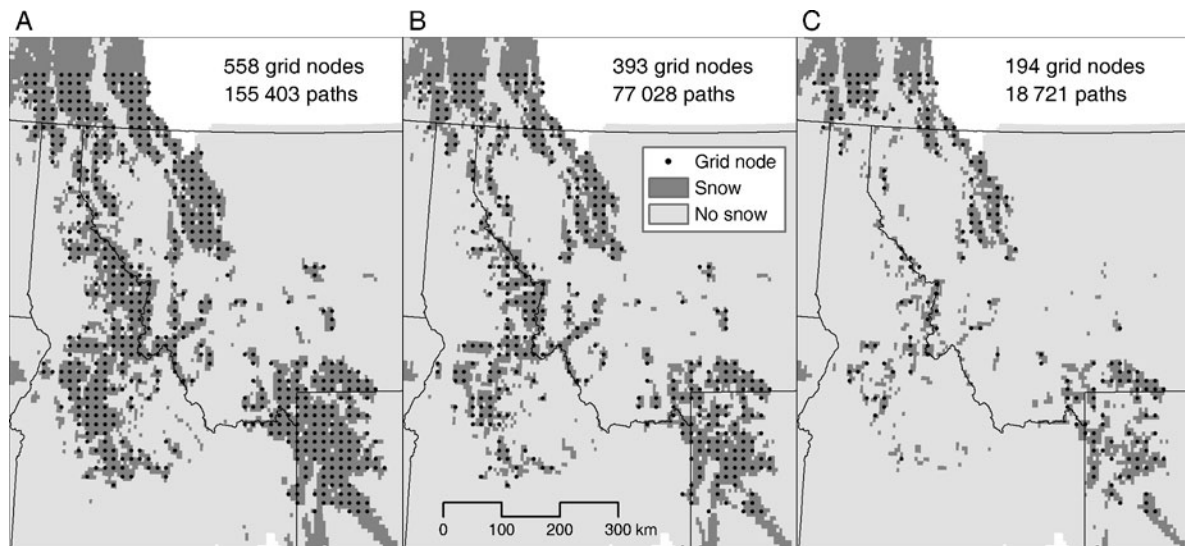 A
558 grid nodes
155 403 paths
B
393 grid nodes
77 028 paths
Grid node
Snow
No snow
0 100 200 300 km
C
194 grid nodes
18 721 paths